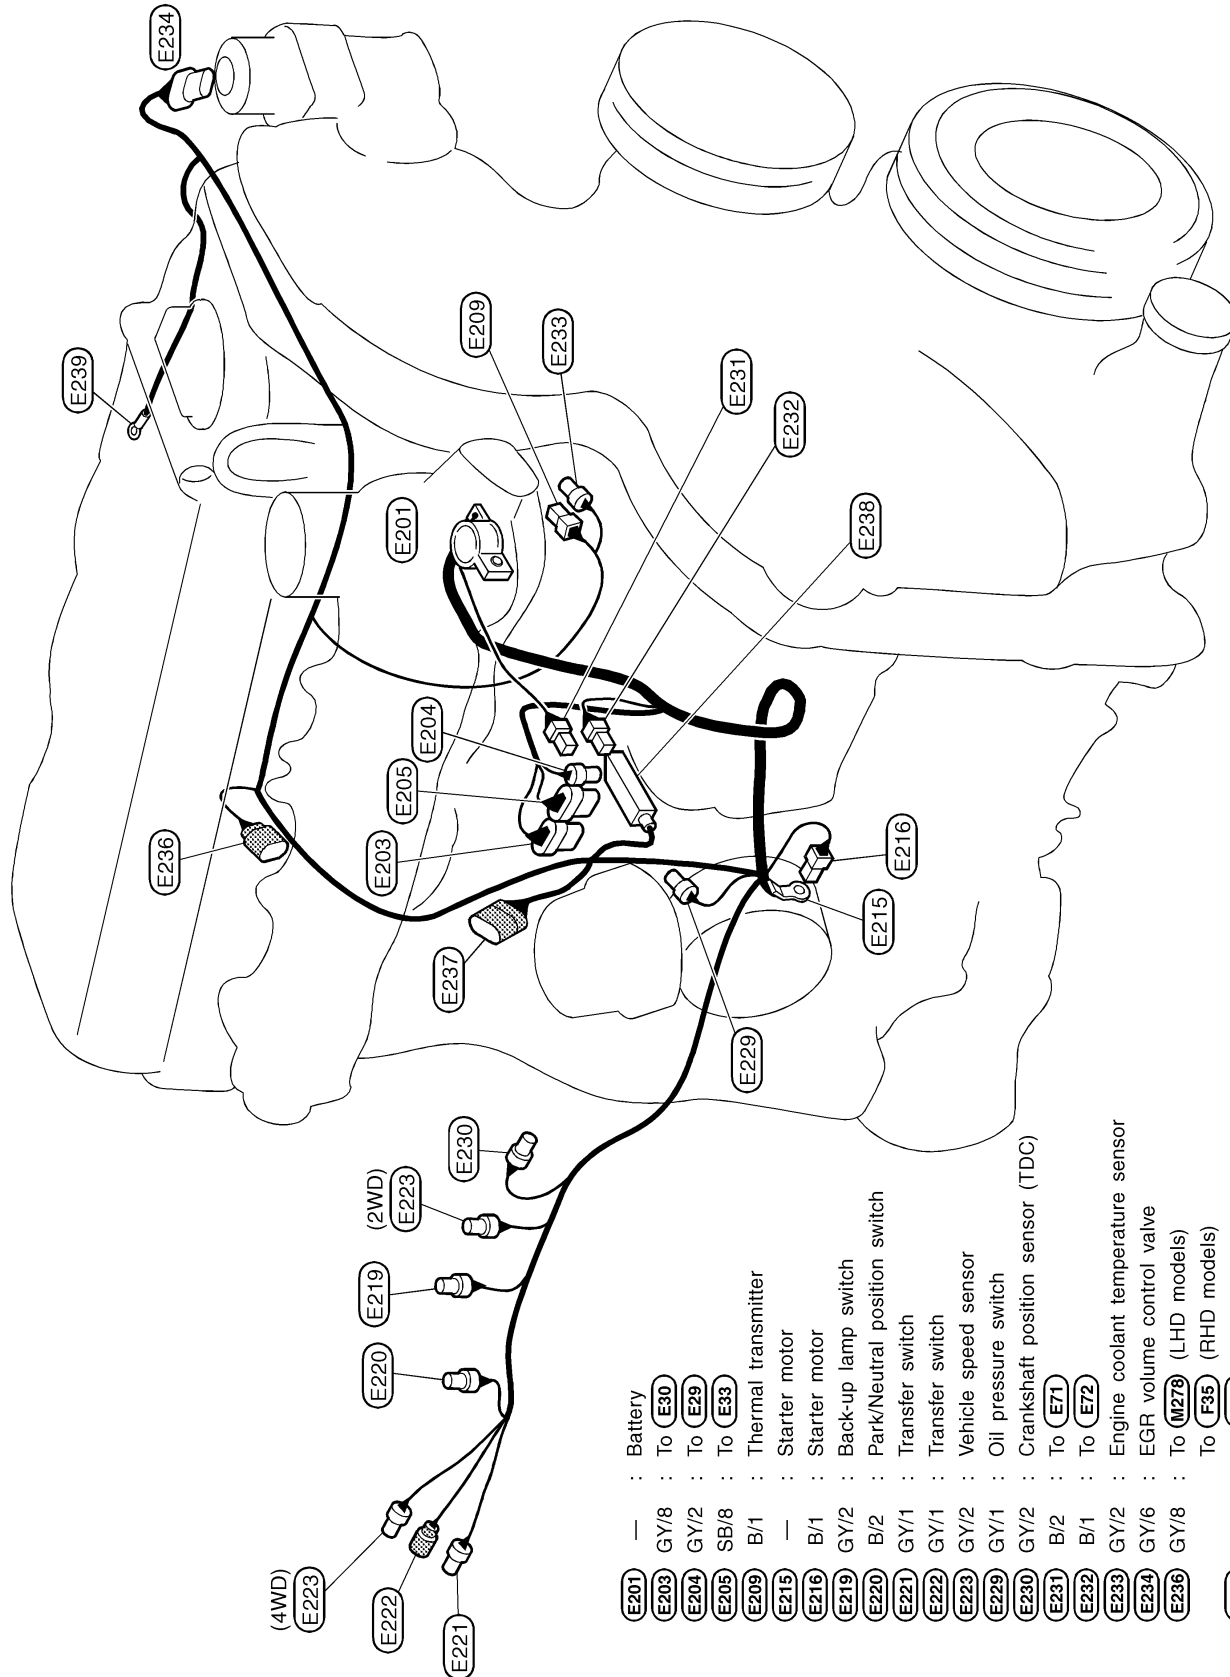 E234
E239
E209
E233
E231
E232
E201
E238
E204
E205
E203
E236
E216
E215
E237
E229
E230
(2WD)
E223
E219
E220
(4WD)
E223
E222
E221
E201 — : Battery
E203 GY/8 : To E30
E204 GY/2 : To E29
E205 SB/8 : To E33
E209 B/1 : Thermal transmitter
E215 — : Starter motor
E216 B/1 : Starter motor
E219 GY/2 : Back-up lamp switch
E220 B/2 : Park/Neutral position switch
E221 GY/1 : Transfer switch
E222 GY/1 : Transfer switch
E223 GY/2 : Vehicle speed sensor
E229 GY/1 : Oil pressure switch
E230 GY/2 : Crankshaft position sensor (TDC)
E231 B/2 : To E71
E232 B/1 : To E72
E233 GY/2 : Engine coolant temperature sensor
E234 GY/6 : EGR volume control valve
E236 GY/8 : To M278 (LHD models)
To F35 (RHD models)